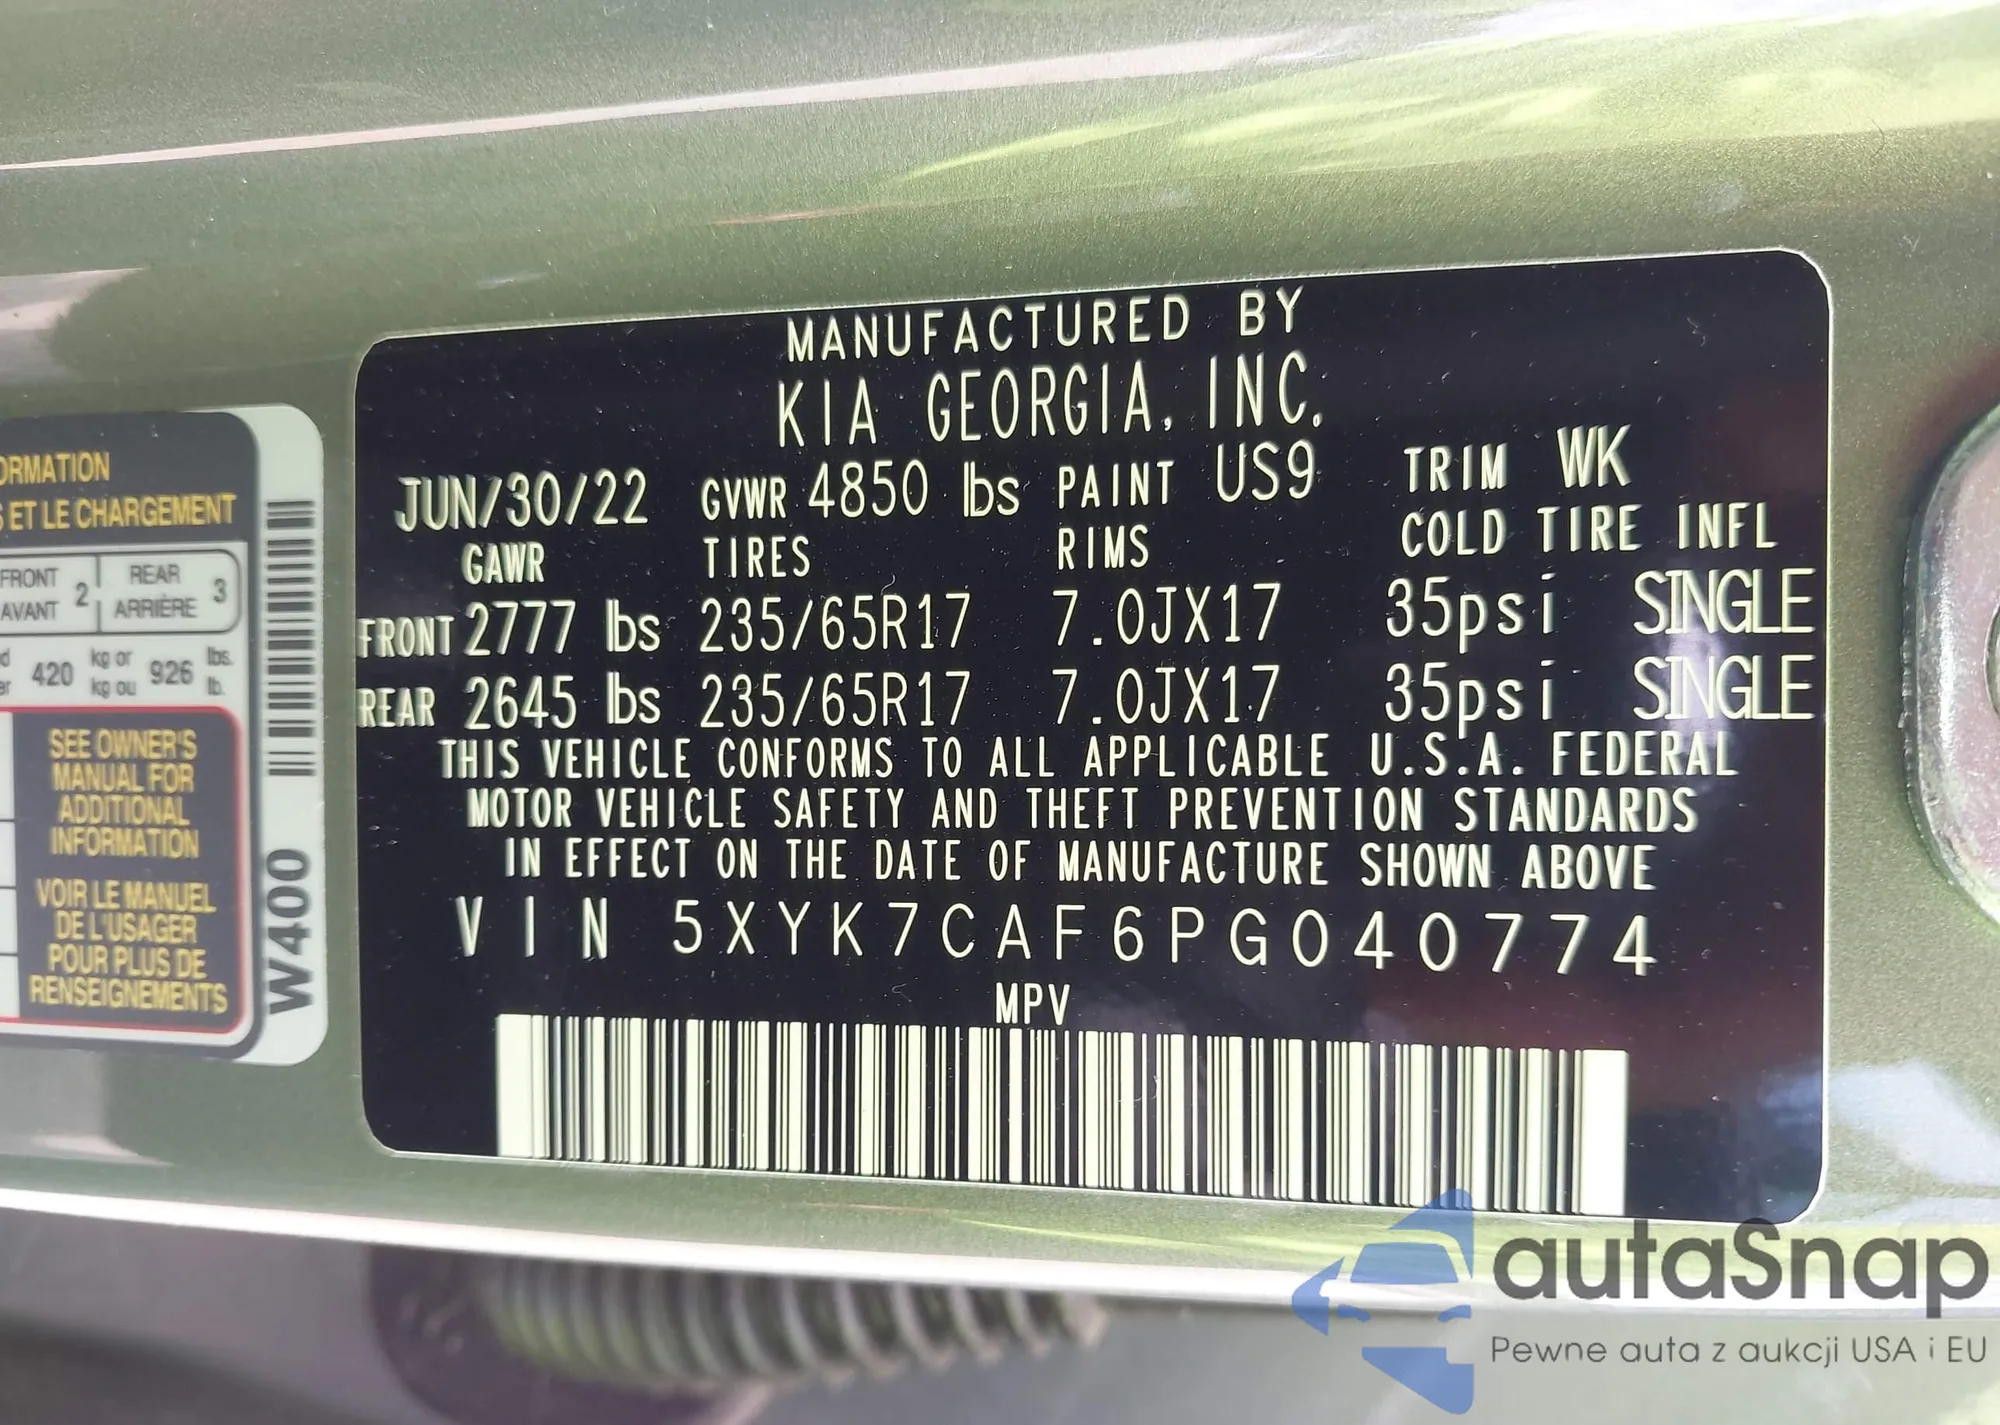 MANUFACTURED BY
KIA GEORGIA, INC.
JUN/30/22 GVWR 4850 lbs PAINT US9 TRIM WK
GAWR TIRES RIMS COLD TIRE INFL
FRONT 2777 lbs 235/65R17 7.0JX17 35psi SINGLE
REAR 2645 lbs 235/65R17 7.0JX17 35psi SINGLE
THIS VEHICLE CONFORMS TO ALL APPLICABLE U.S.A. FEDERAL
MOTOR VEHICLE SAFETY AND THEFT PREVENTION STANDARDS
IN EFFECT ON THE DATE OF MANUFACTURE SHOWN ABOVE
VIN 5XYK7CAF6PG040774
MPV
ET LE CHARGEMENT
FRONT 2 REAR 3
AVANT ARRIÈRE
420 kg or 926 lbs.
kg ou lb.
SEE OWNER'S
MANUAL FOR
ADDITIONAL
INFORMATION
VOIR LE MANUEL
DE L'USAGER
POUR PLUS DE
RENSEIGNEMENTS
W400
autaSnap
Pewne auta z aukcji USA i EU